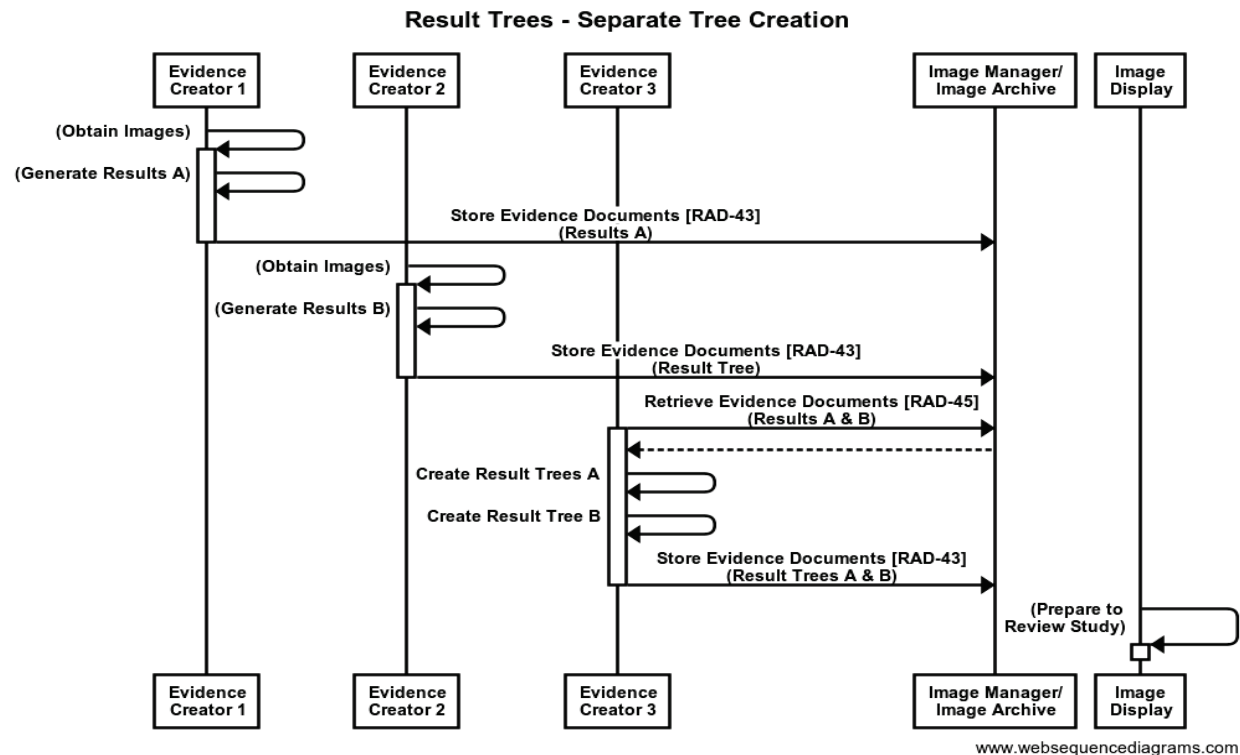 Result Trees - Separate Tree Creation
Evidence
Creator 1
Evidence
Creator 2
Evidence
Creator 3
Image Manager/
Image Archive
Image
Display
(Obtain Images)
(Generate Results A)
Store Evidence Documents [RAD-43]
(Results A)
(Obtain Images)
(Generate Results B)
Store Evidence Documents [RAD-43]
(Result Tree)
Retrieve Evidence Documents [RAD-45]
(Results A & B)
Create Result Trees A
Create Result Tree B
Store Evidence Documents [RAD-43]
(Result Trees A & B)
(Prepare to
Review Study)
Evidence
Creator 1
Evidence
Creator 2
Evidence
Creator 3
Image Manager/
Image Archive
Image
Display
www.websequencediagrams.com